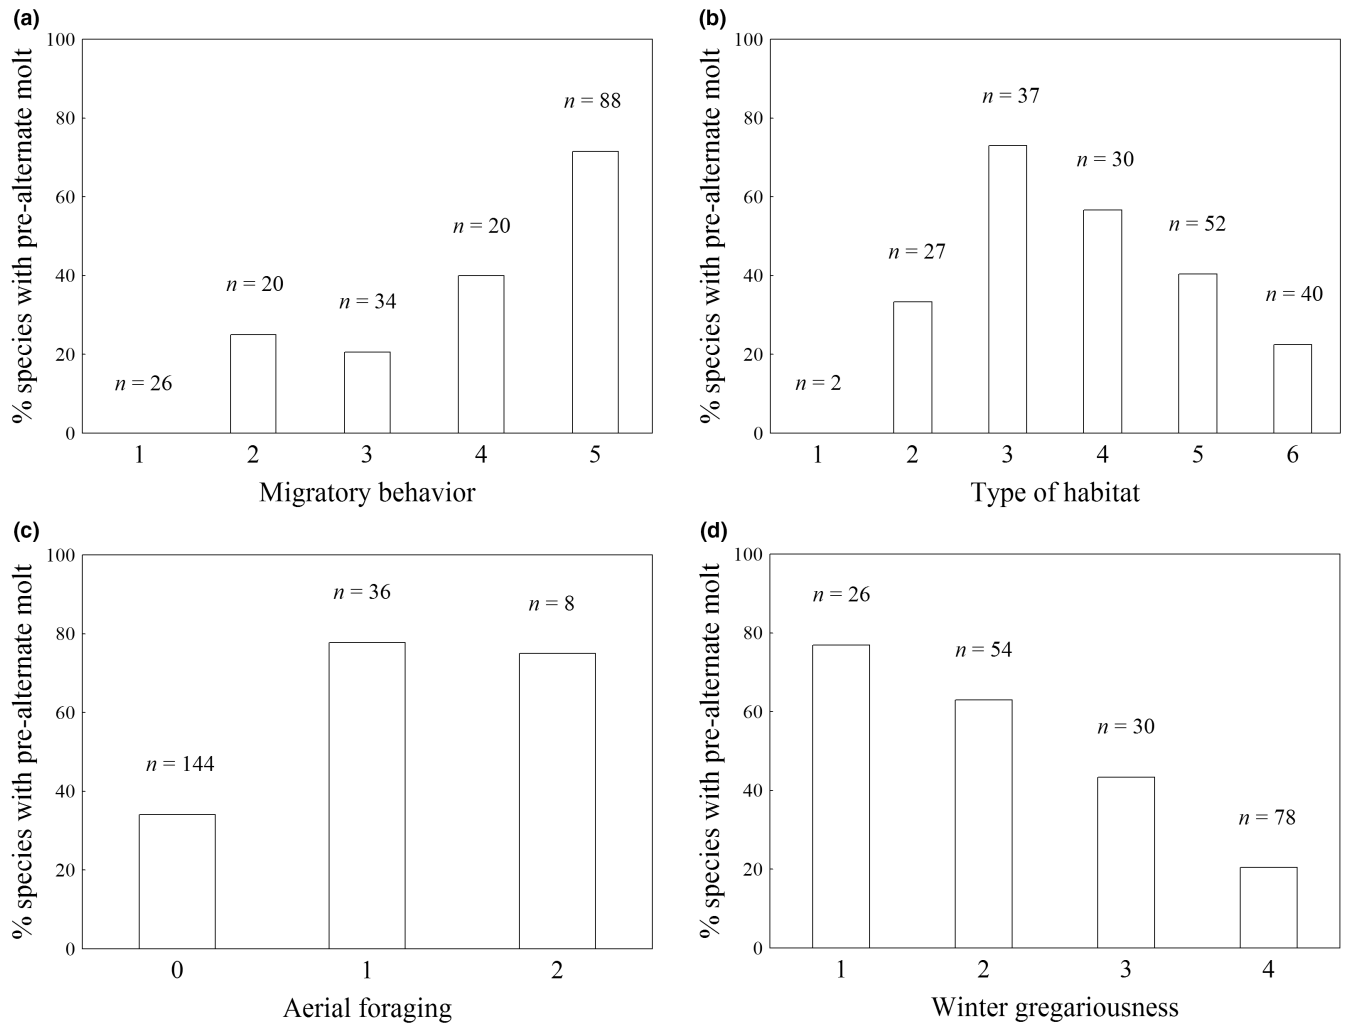 (a)
% species with pre-alternate molt
100
80
60
40
20
0
n = 26
n = 20
n = 34
n = 20
n = 88
1 2 3 4 5
Migratory behavior
(b)
% species with pre-alternate molt
100
80
60
40
20
0
n = 2
n = 27
n = 37
n = 30
n = 52
n = 40
1 2 3 4 5 6
Type of habitat
(c)
% species with pre-alternate molt
100
80
60
40
20
0
n = 144
n = 36
n = 8
0 1 2
Aerial foraging
(d)
% species with pre-alternate molt
100
80
60
40
20
0
n = 26
n = 54
n = 30
n = 78
1 2 3 4
Winter gregariousness